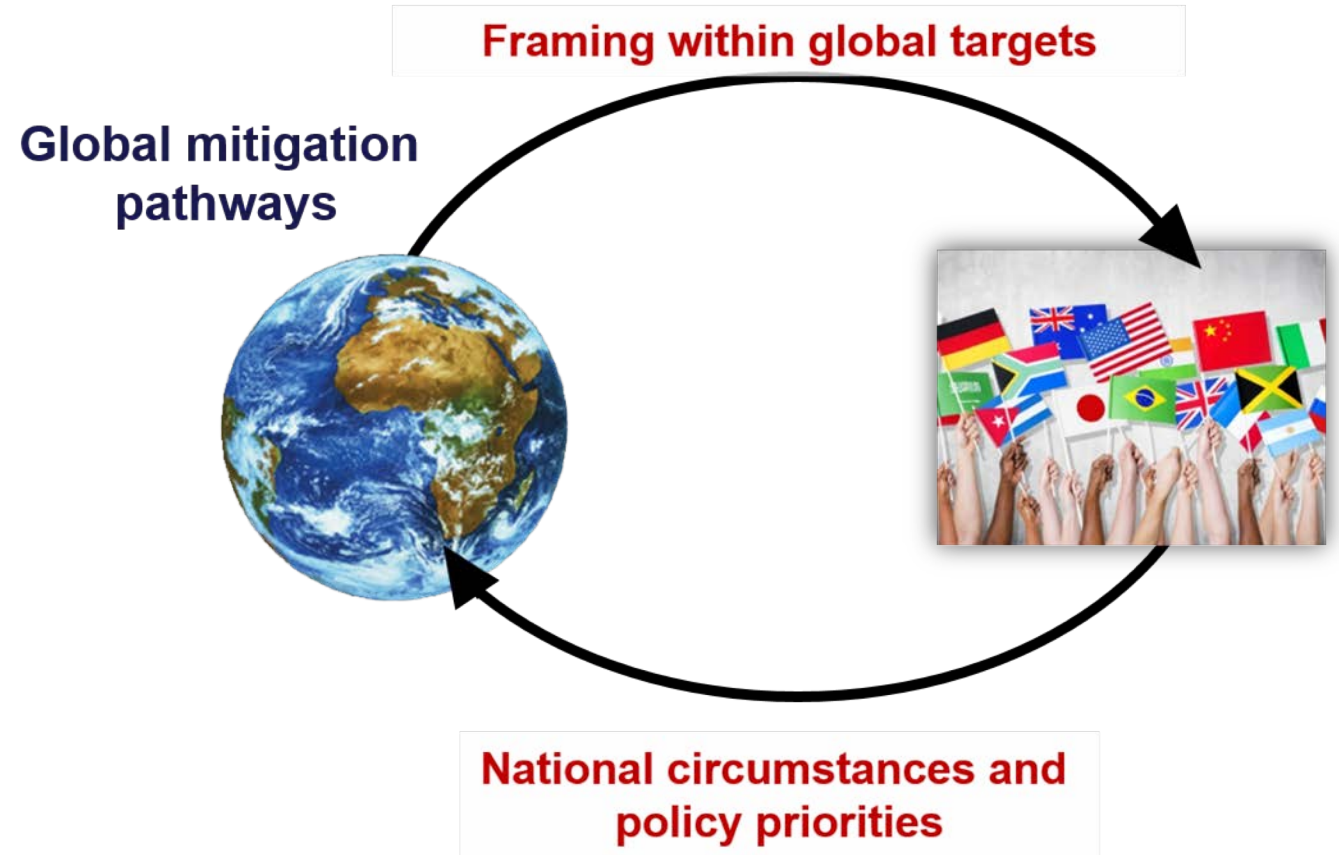 Framing within global targets
Global mitigation
pathways
National circumstances and
policy priorities